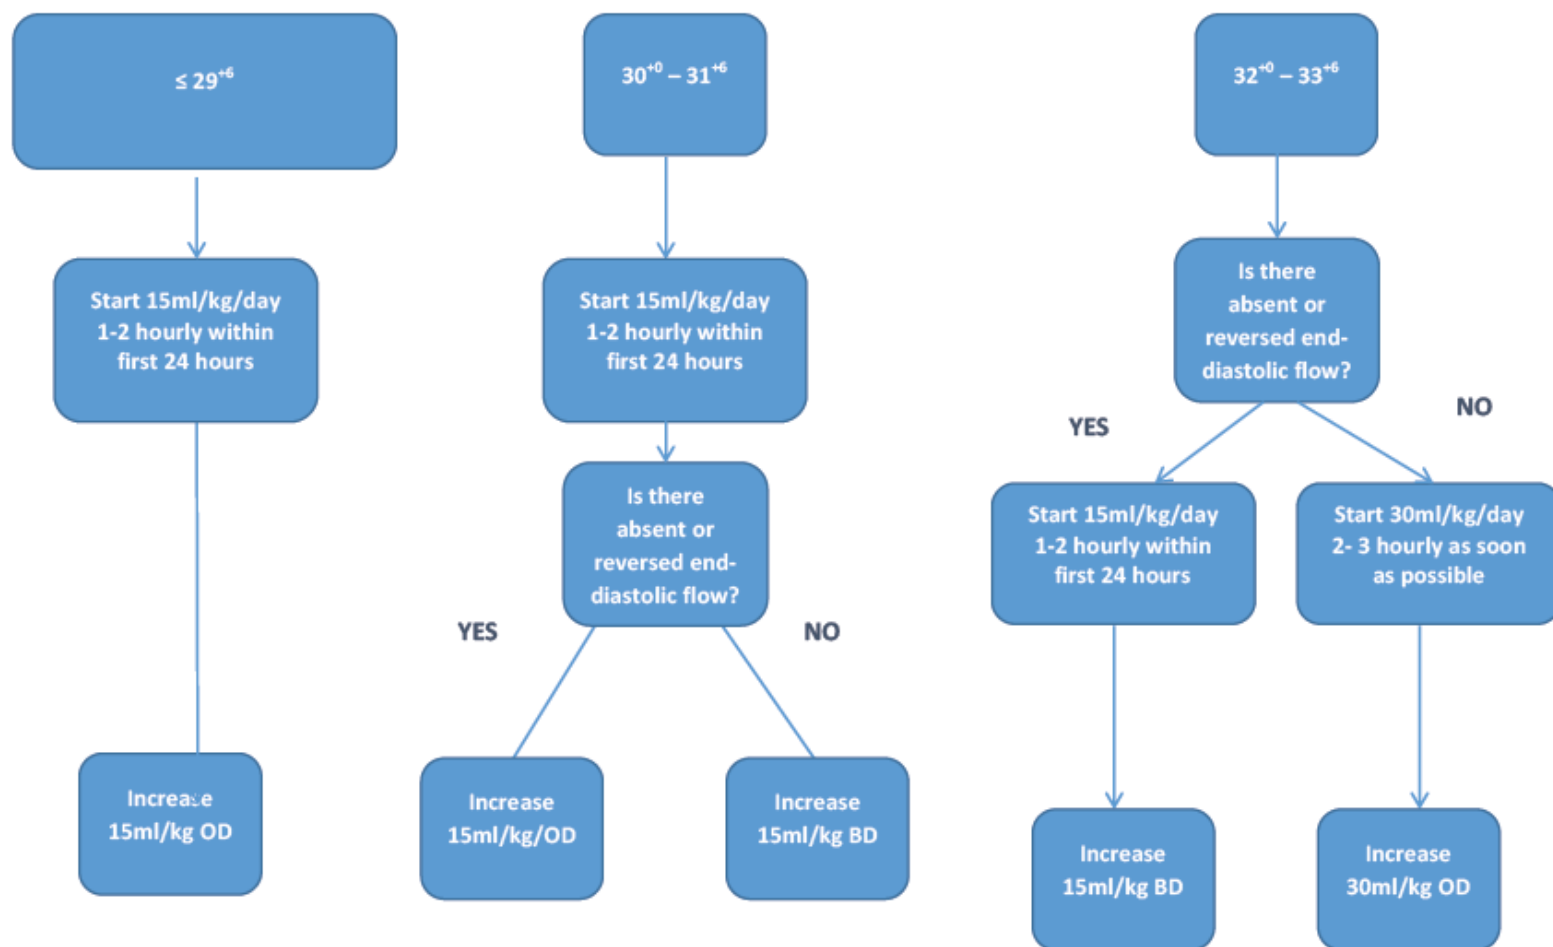 ≤ 29+6
Start 15ml/kg/day
1-2 hourly within
first 24 hours
Increase
15ml/kg OD
30+0 – 31+6
Start 15ml/kg/day
1-2 hourly within
first 24 hours
Is there
absent or
reversed end-
diastolic flow?
YES
NO
Increase
15ml/kg/OD
Increase
15ml/kg BD
32+0 – 33+6
Is there
absent or
reversed end-
diastolic flow?
YES
NO
Start 15ml/kg/day
1-2 hourly within
first 24 hours
Start 30ml/kg/day
2- 3 hourly as soon
as possible
Increase
15ml/kg BD
Increase
30ml/kg OD